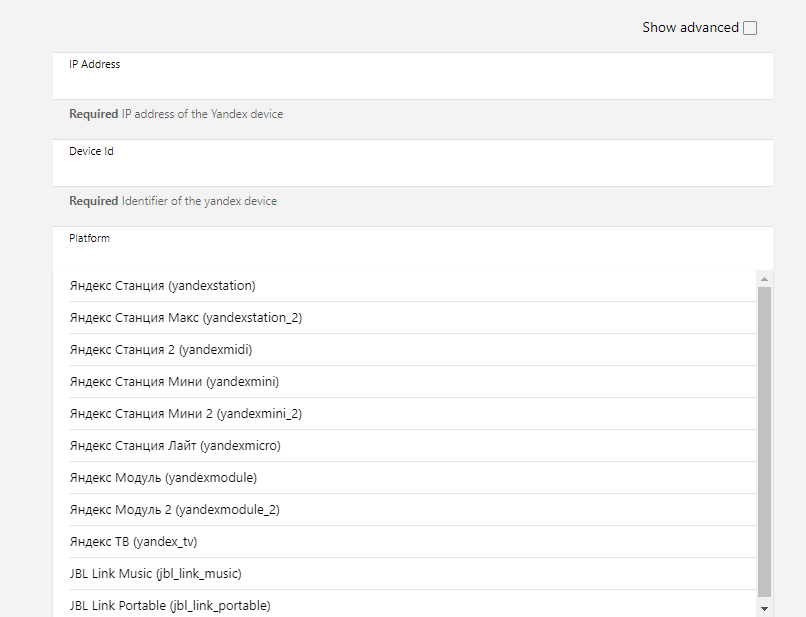 Show advanced
IP Address
Required IP address of the Yandex device
Device Id
Required Identifier of the yandex device
Platform
Яндекс Станция (yandexstation)
Яндекс Станция Макс (yandexstation_2)
Яндекс Станция 2 (yandexmidi)
Яндекс Станция Мини (yandexmini)
Яндекс Станция Мини 2 (yandexmini_2)
Яндекс Станция Лайт (yandexmicro)
Яндекс Модуль (yandexmodule)
Яндекс Модуль 2 (yandexmodule_2)
Яндекс ТВ (yandex_tv)
JBL Link Music (jbl_link_music)
JBL Link Portable (jbl_link_portable)